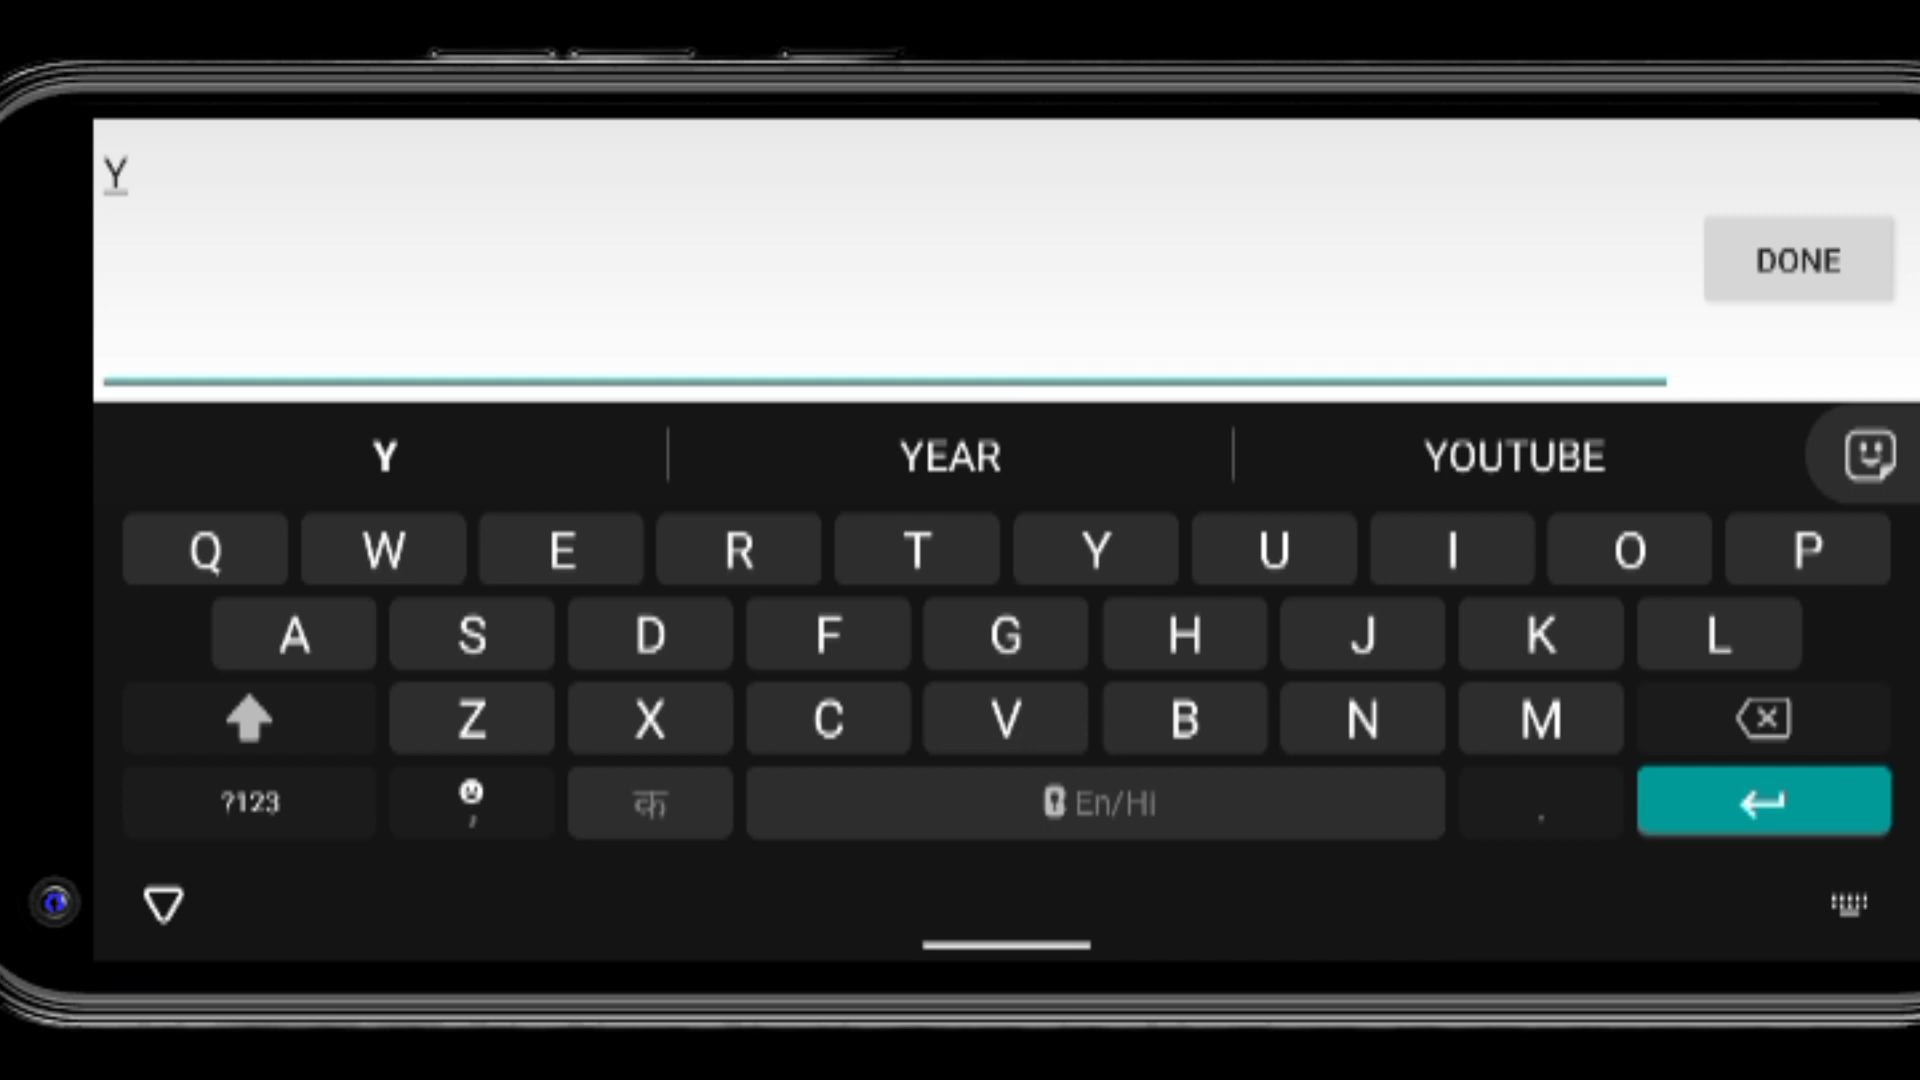 Y
DONE
Y YEAR YOUTUBE
Q W E R T Y U I O P
A S D F G H J K L
Z X C V B N M
?123 , क En/Hi .